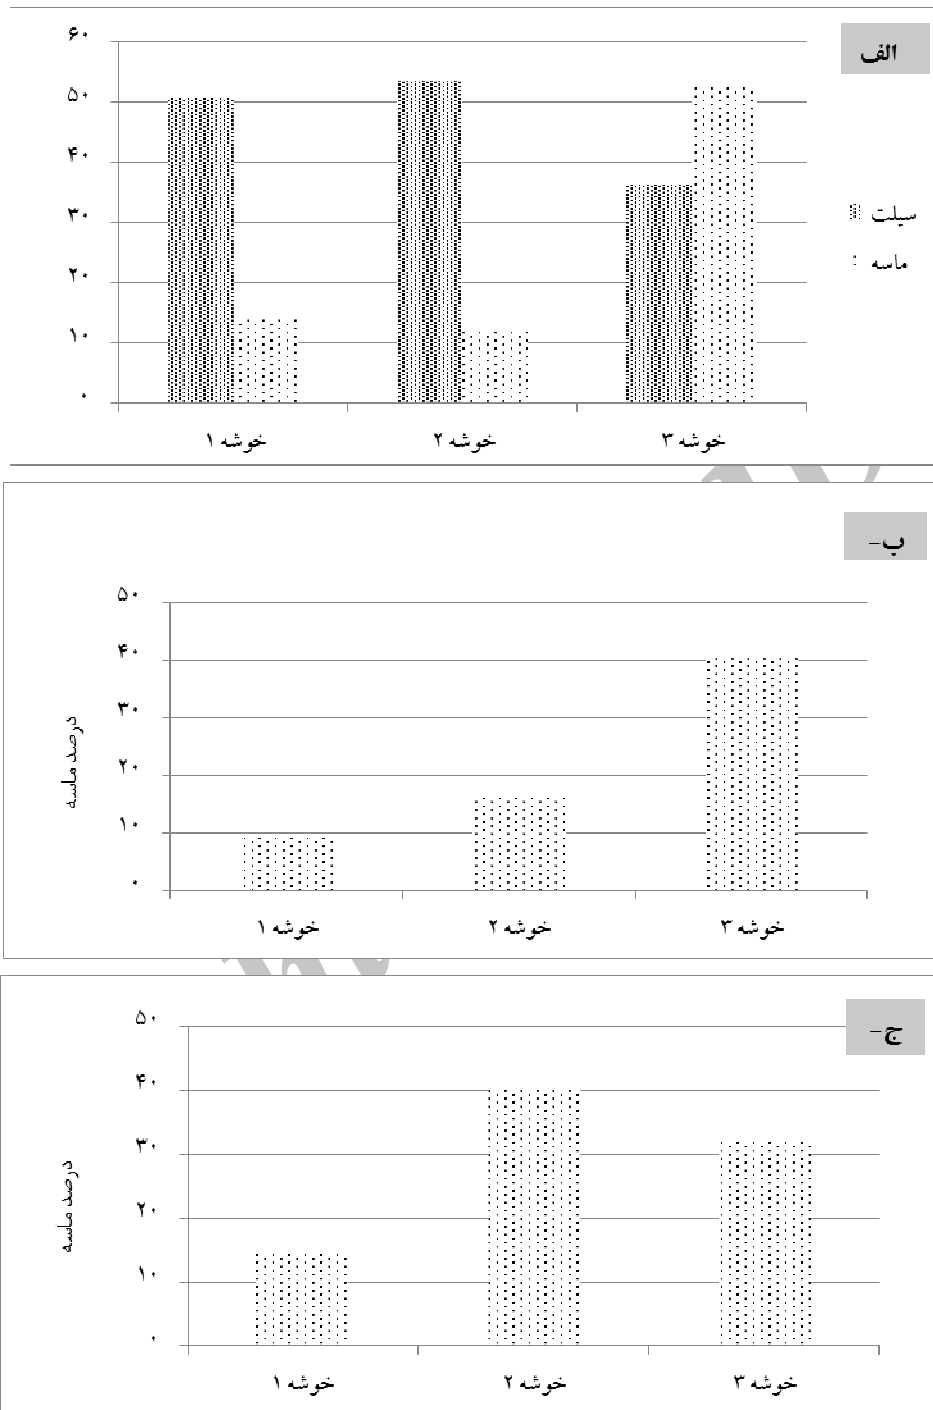 الف
۶۰
۵۰
۴۰
۳۰
۲۰
۱۰
۰
سیلت
ماسه
خوشه ۱
خوشه ۲
خوشه ۳
ب-
درصد ماسه
۵۰
۴۰
۳۰
۲۰
۱۰
۰
خوشه ۱
خوشه ۲
خوشه ۳
ج-
درصد ماسه
۵۰
۴۰
۳۰
۲۰
۱۰
۰
خوشه ۱
خوشه ۲
خوشه ۳